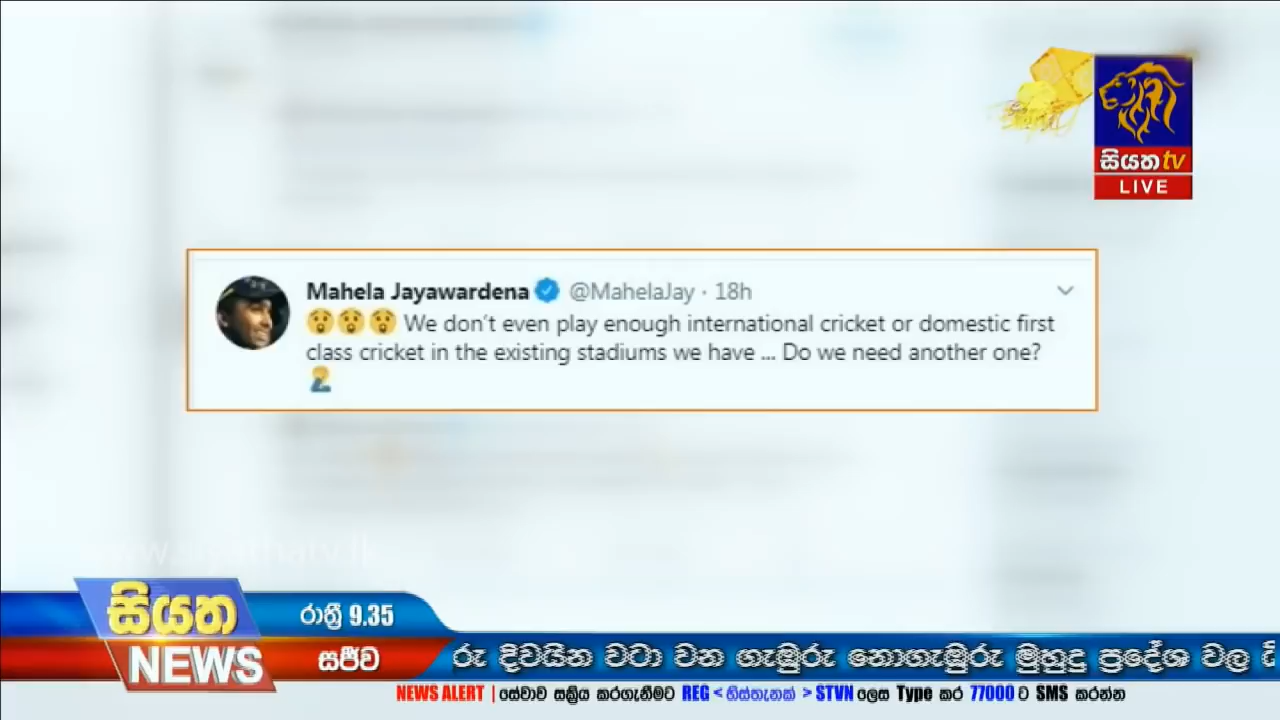 සියත tv
LIVE
Mahela Jayawardena @MahelaJay · 18h
😲😲😲 We don't even play enough international cricket or domestic first
class cricket in the existing stadiums we have ... Do we need another one?
සියත රාත්‍රී 9.35
NEWS සජීව
රු දිවයින වටා වන ගැඹුරු නොගැඹුරු මුහුදු ප්‍රදේශ වල
NEWS ALERT | සේවාව සක්‍රිය කරගැනීමට REG < හිස්තැනක් > STVN ලෙස Type කර 77000 ට SMS කරන්න